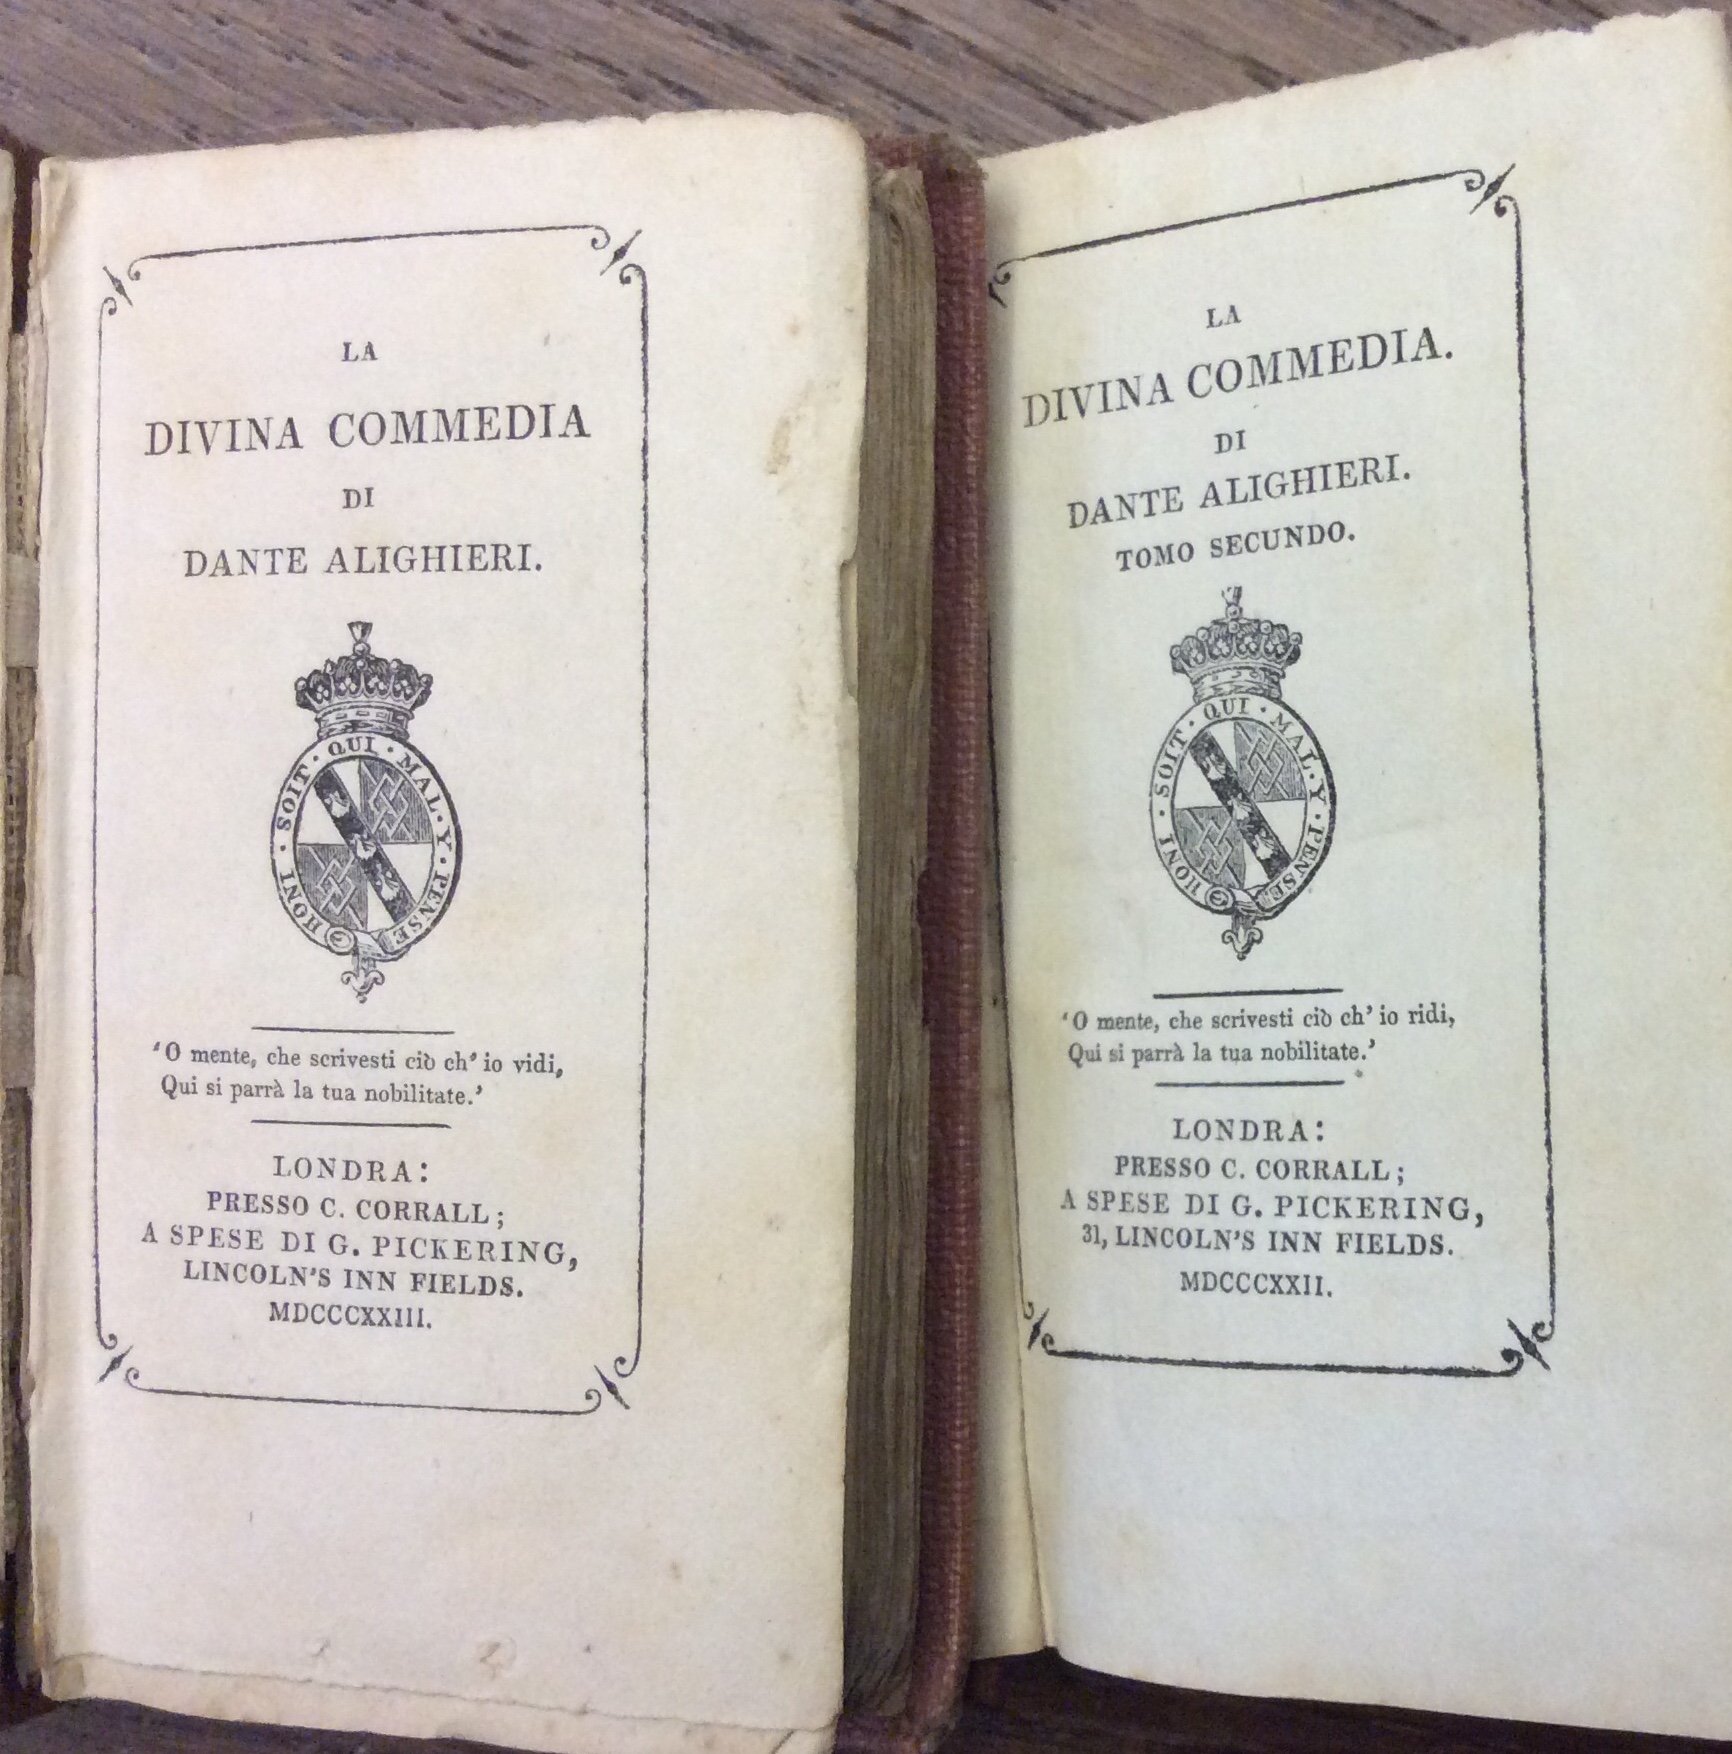 LA
DIVINA COMMEDIA
DI
DANTE ALIGHIERI.
HONI · SOIT · QUI · MAL · Y · PENSE
‘O mente, che scrivesti ciò ch’ io vidi,
Qui si parrà la tua nobilitate.’
LONDRA:
PRESSO C. CORRALL;
A SPESE DI G. PICKERING,
LINCOLN’S INN FIELDS.
MDCCCXXIII.
LA
DIVINA COMMEDIA.
DI
DANTE ALIGHIERI.
TOMO SECUNDO.
HONI · SOIT · QUI · MAL · Y · PENSE
‘O mente, che scrivesti ciò ch’ io ridi,
Qui si parrà la tua nobilitate.’
LONDRA:
PRESSO C. CORRALL;
A SPESE DI G. PICKERING,
31, LINCOLN’S INN FIELDS.
MDCCCXXII.